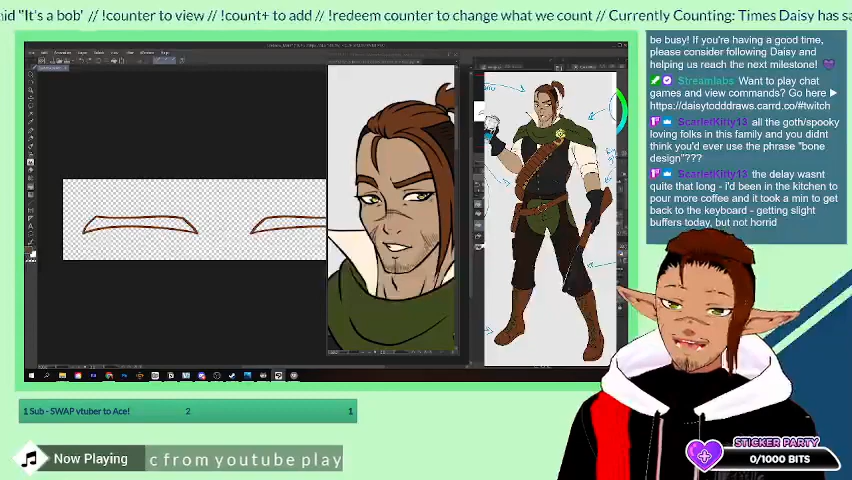 nid "It's a bob' // !counter to view // !count+ to add // !redeem counter to change what we count // Currently Counting: Times Daisy has sa
be busy! If you're having a good time,
please consider following Daisy and
helping us reach the next milestone! 💜
Streamlabs Want to play chat
games and view commands? Go here ►
https://daisytodddraws.carrd.co/#twitch
ScarletKitty13 all the goth/spooky
loving folks in this family and you didnt
think you'd ever use the phrase "bone
design"???
ScarletKitty13 the delay wasnt
quite that long - i'd been in the kitchen to
pour more coffee and it took a min to get
back to the keyboard - getting slight
buffers today, but not horrid
1 Sub - SWAP vtuber to Ace! 2 1
Now Playing c from youtube play
STICKER PARTY
0/1000 BITS